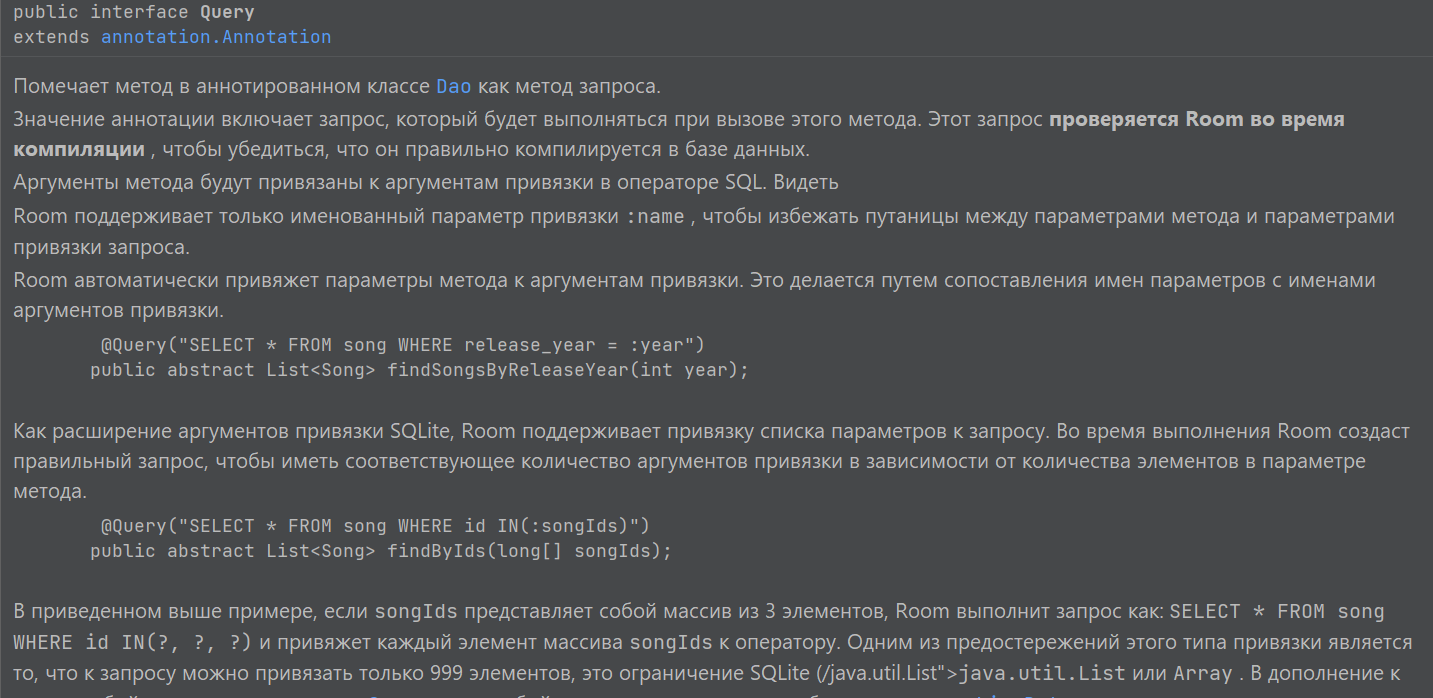 public interface Query
extends annotation.Annotation
Помечает метод в аннотированном классе Dao как метод запроса.
Значение аннотации включает запрос, который будет выполняться при вызове этого метода. Этот запрос проверяется Room во время
компиляции , чтобы убедиться, что он правильно компилируется в базе данных.
Аргументы метода будут привязаны к аргументам привязки в операторе SQL. Видеть
Room поддерживает только именованный параметр привязки :name , чтобы избежать путаницы между параметрами метода и параметрами
привязки запроса.
Room автоматически привяжет параметры метода к аргументам привязки. Это делается путем сопоставления имен параметров с именами
аргументов привязки.
@Query("SELECT * FROM song WHERE release_year = :year")
public abstract List<Song> findSongsByReleaseYear(int year);
Как расширение аргументов привязки SQLite, Room поддерживает привязку списка параметров к запросу. Во время выполнения Room создаст
правильный запрос, чтобы иметь соответствующее количество аргументов привязки в зависимости от количества элементов в параметре
метода.
@Query("SELECT * FROM song WHERE id IN(:songIds)")
public abstract List<Song> findByIds(long[] songIds);
В приведенном выше примере, если songIds представляет собой массив из 3 элементов, Room выполнит запрос как: SELECT * FROM song
WHERE id IN(?, ?, ?) и привяжет каждый элемент массива songIds к оператору. Одним из предостережений этого типа привязки является
то, что к запросу можно привязать только 999 элементов, это ограничение SQLite (/java.util.List">java.util.List или Array . В дополнение к